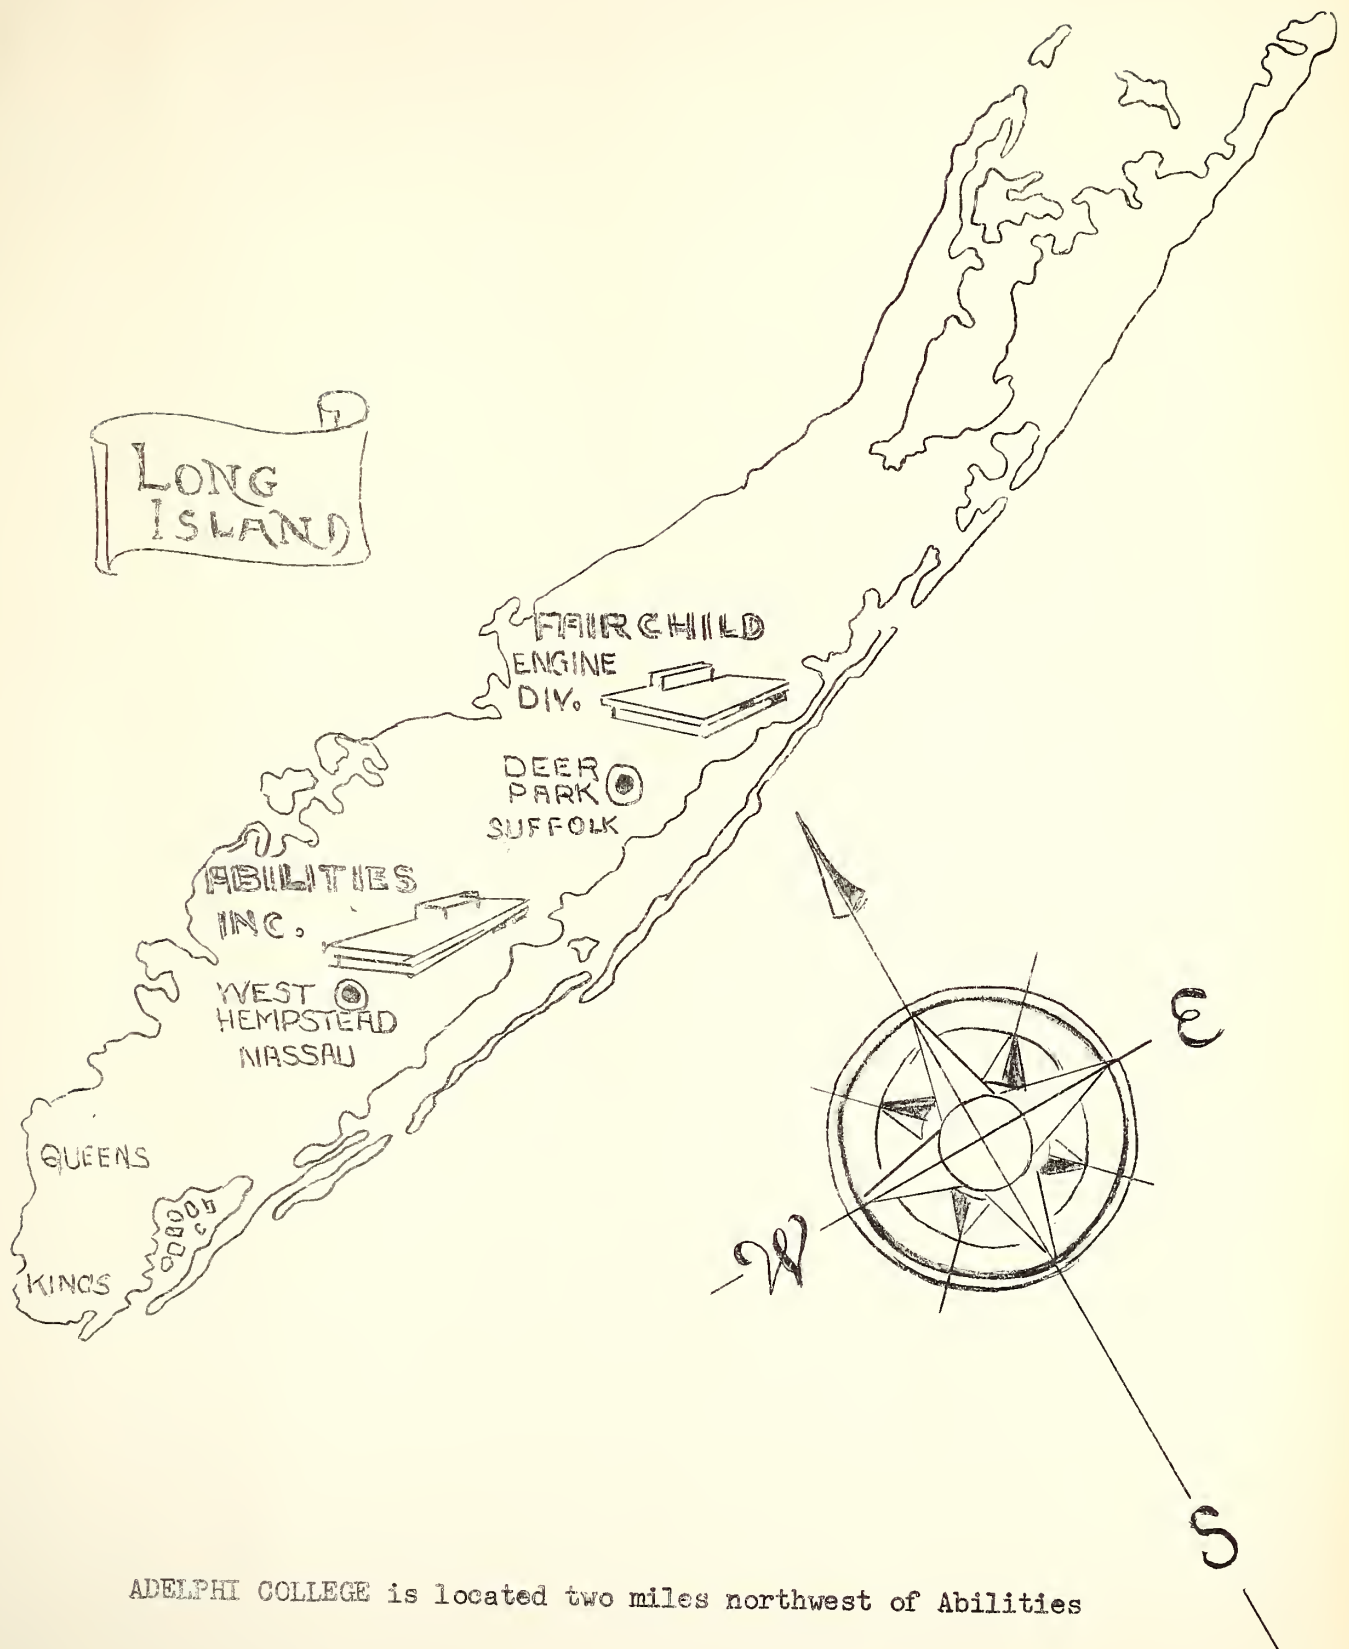 LONG
ISLAND
FAIRCHILD
ENGINE
DIV.
DEER
PARK
SUFFOLK
ABILITIES
INC.
WEST
HEMPSTEAD
NASSAU
QUEENS
KINGS
E
W
S
ADELPHI COLLEGE is located two miles northwest of Abilities